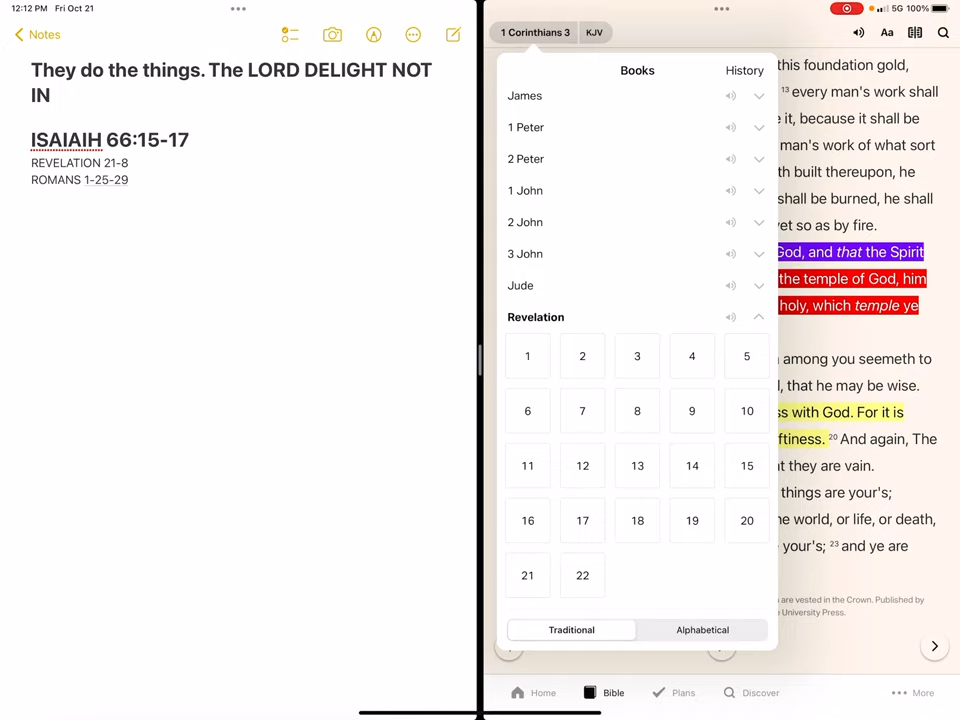 12:12 PM Fri Oct 21
Notes
They do the things. The LORD DELIGHT NOT
IN
ISAIAIH 66:15-17
REVELATION 21-8
ROMANS 1-25-29
5G 100%
1 Corinthians 3 KJV
Aa
Books History
James
1 Peter
2 Peter
1 John
2 John
3 John
Jude
Revelation
1 2 3 4 5
6 7 8 9 10
11 12 13 14 15
16 17 18 19 20
21 22
Traditional Alphabetical
this foundation gold,
13 every man's work shall
it, because it shall be
man's work of what sort
built thereupon, he
shall be burned, he shall
yet so as by fire.
God, and that the Spirit
the temple of God, him
holy, which temple ye
among you seemeth to
that he may be wise.
with God. For it is
20 And again, The
they are vain.
things are your's;
world, or life, or death,
your's; 23 and ye are
are vested in the Crown. Published by
University Press.
Home Bible Plans Discover More